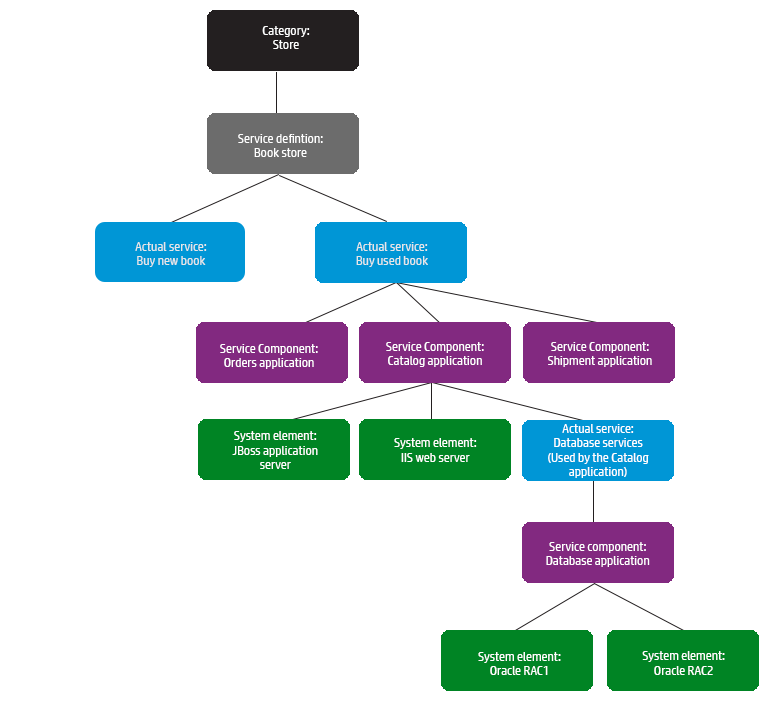 Category:
Store
Service defintion:
Book store
Actual service:
Buy new book
Actual service:
Buy used book
Service Component:
Orders application
Service Component:
Catalog application
Service Component:
Shipment application
System element:
JBoss application
server
System element:
IIS web server
Actual service:
Database services
(Used by the Catalog
application)
Service component:
Database application
System element:
Oracle RAC1
System element:
Oracle RAC2